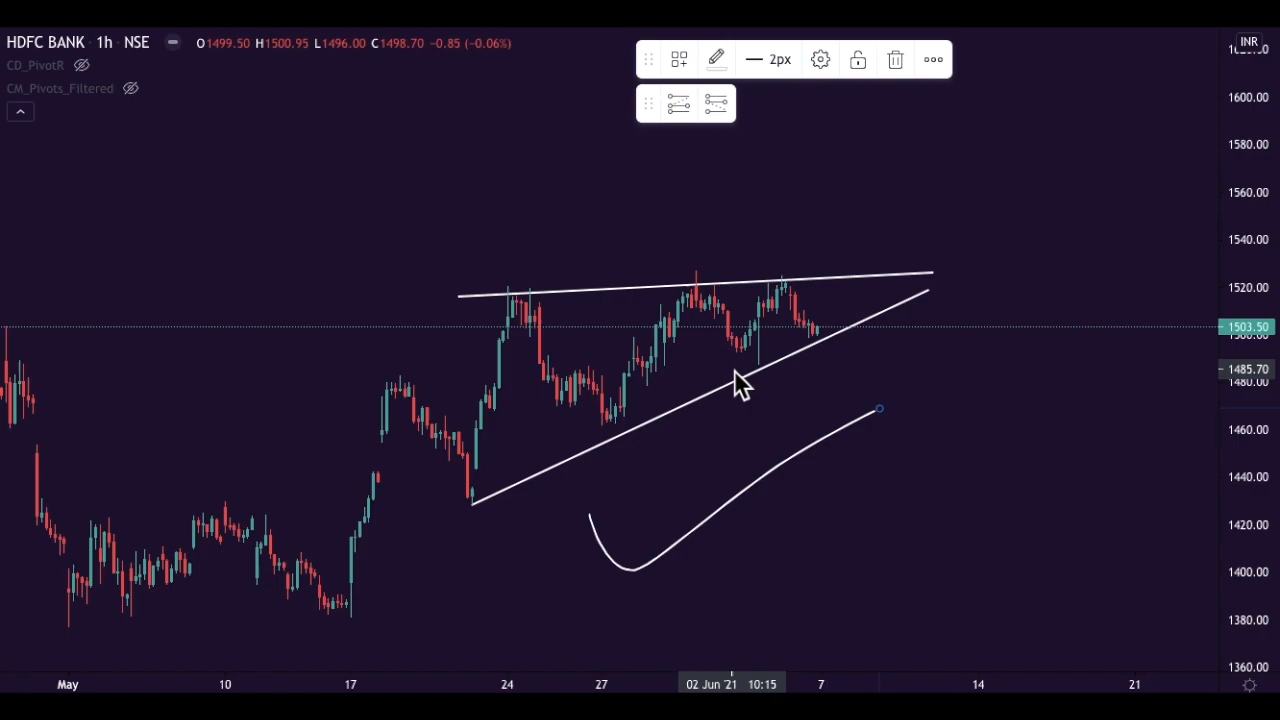 HDFC BANK · 1h · NSE O1499.50 H1500.95 L1496.00 C1498.70 −0.85 (−0.06%)
CD_PivotR
CM_Pivots_Filtered
2px
INR
1600.00
1580.00
1560.00
1540.00
1520.00
1503.50
1500.00
1485.70
1480.00
1460.00
1440.00
1420.00
1400.00
1380.00
1360.00
May 10 17 24 27 02 Jun '21 10:15 7 14 21